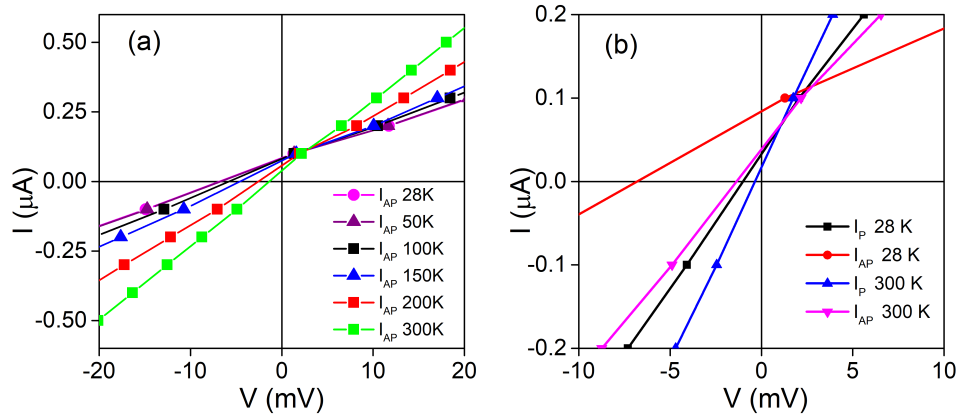 (a)
0.50
0.25
0.00
-0.25
-0.50
I (μA)
-20
-10
0
10
20
V (mV)
I_AP 28K
I_AP 50K
I_AP 100K
I_AP 150K
I_AP 200K
I_AP 300K
(b)
0.2
0.1
0.0
-0.1
-0.2
I (μA)
-10
-5
0
5
10
V (mV)
I_P 28 K
I_AP 28 K
I_P 300 K
I_AP 300 K